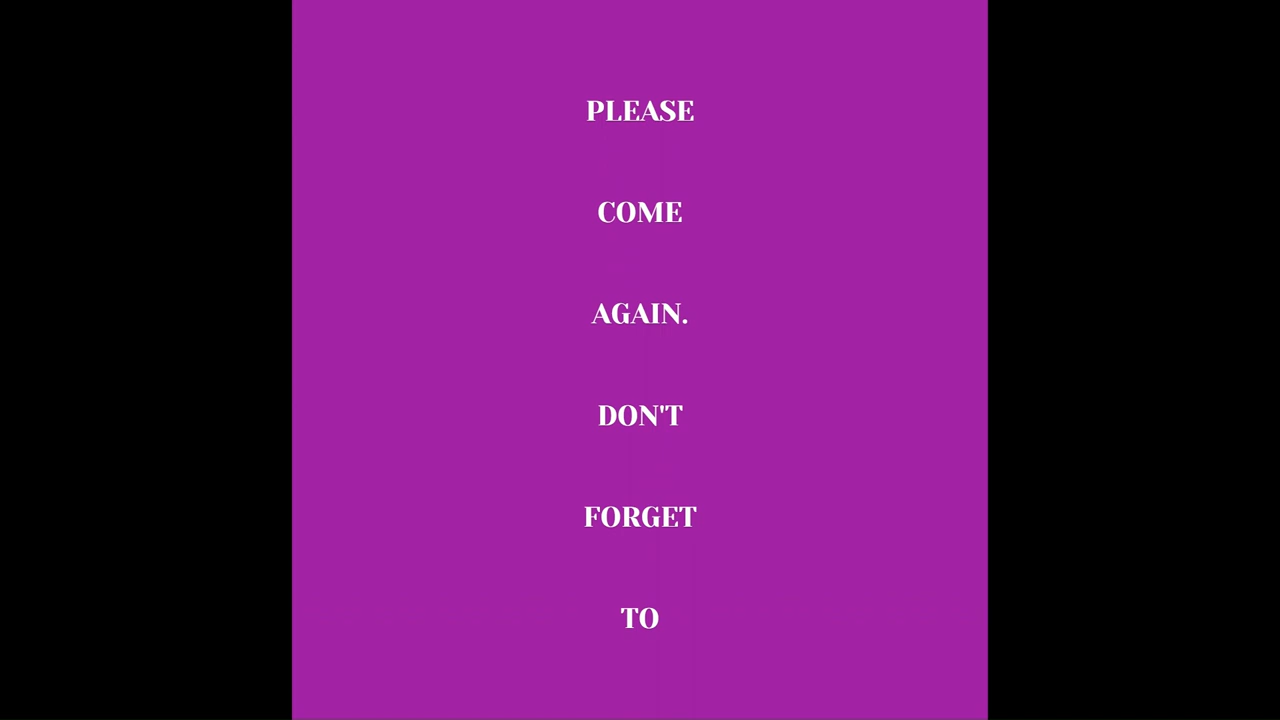 PLEASE
COME
AGAIN.
DON'T
FORGET
TO